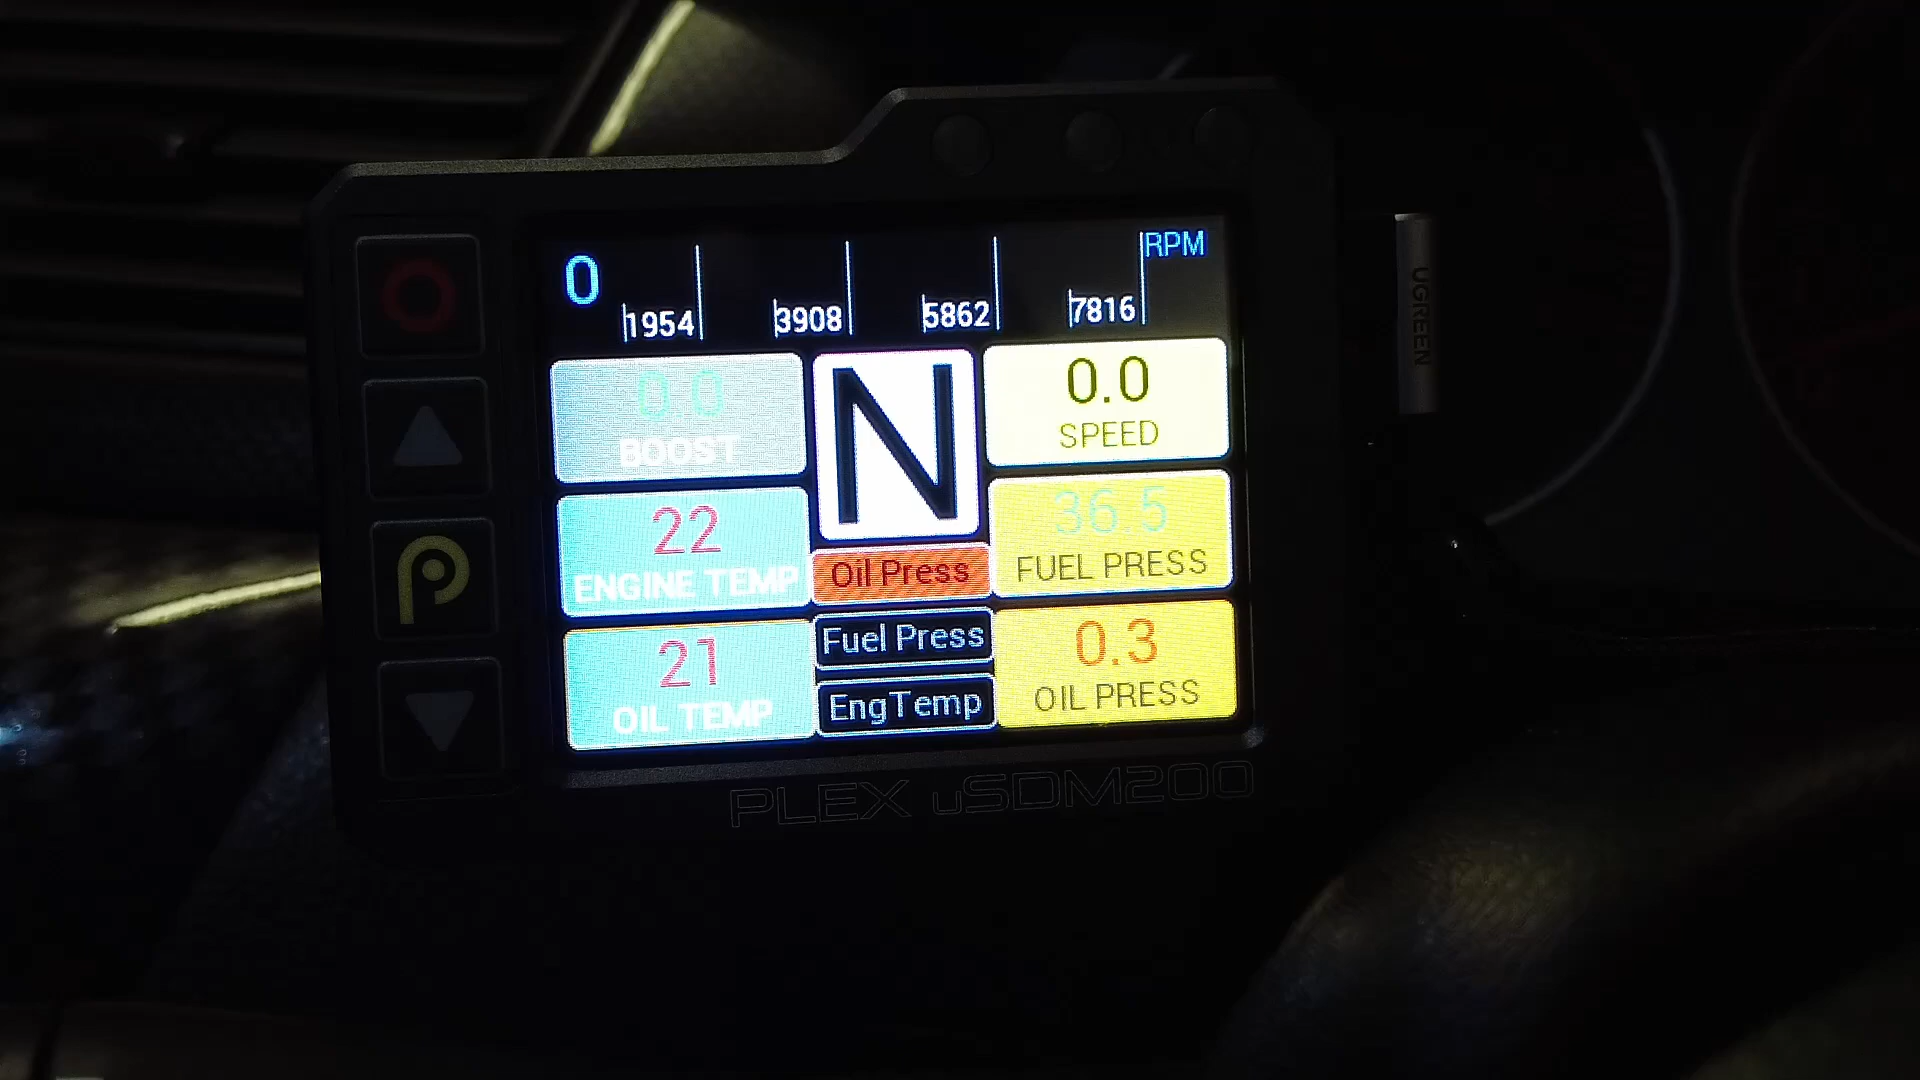 0
RPM
1954
3908
5862
7816
0.0
BOOST
N
0.0
SPEED
22
ENGINE TEMP
Oil Press
36.5
FUEL PRESS
21
OIL TEMP
Fuel Press
EngTemp
0.3
OIL PRESS
PLEX uSDM200
UGREEN